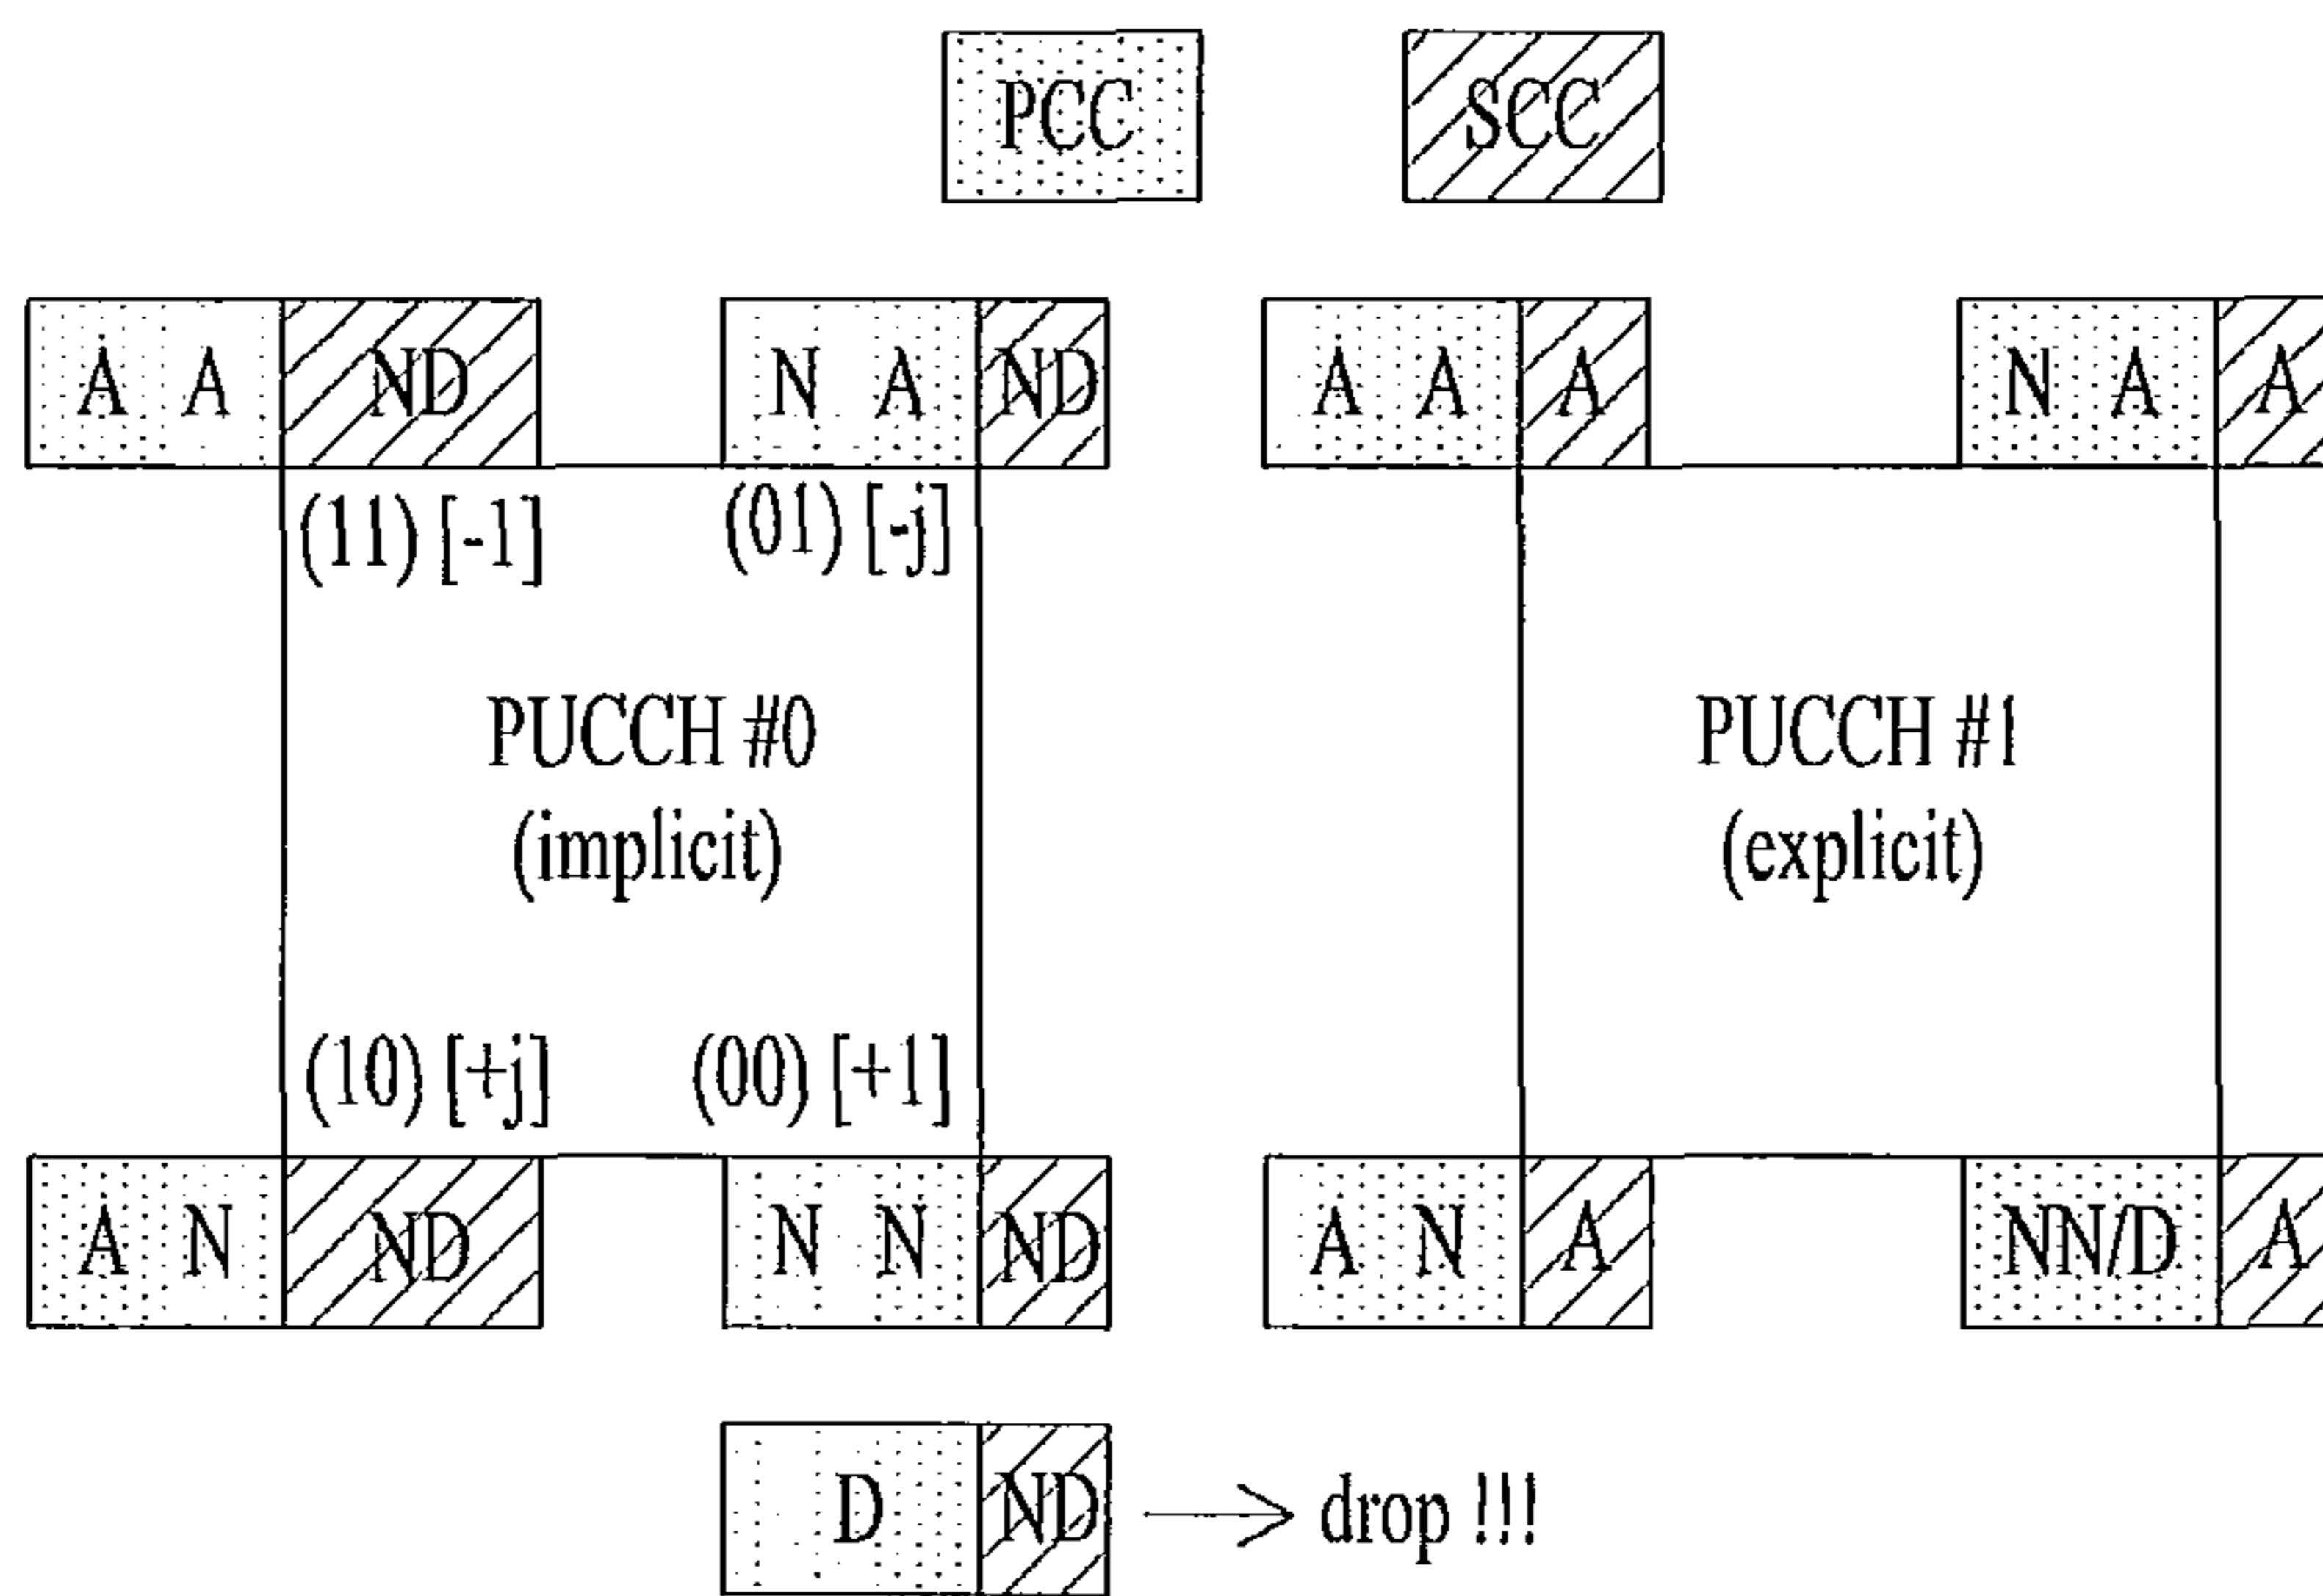 PCC SCC
A A ND N A ND A A A N A A
(11) [-1] (01) [-j]
PUCCH #0 PUCCH #1
(implicit) (explicit)
(10) [+j] (00) [+1]
A N ND N N ND A N A NN/D A
D ND drop !!!